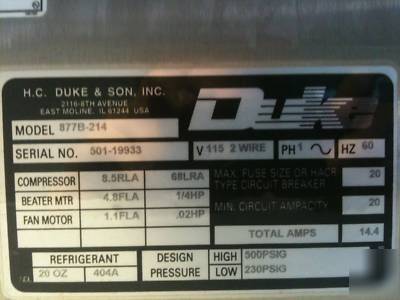 H.C. DUKE & SON, INC.
2116-8TH AVENUE
EAST MOLINE, IL 61244 USA
Duke
MODEL 877B-214
SERIAL NO. 501-19933
V 115 2 WIRE PH 1 HZ 60
COMPRESSOR 8.5RLA 68LRA
BEATER MTR 4.8FLA 1/4HP
FAN MOTOR 1.1FLA .02HP
MAX. FUSE SIZE OR HACR
TYPE CIRCUIT BREAKER 20
MIN. CIRCUIT AMPACITY 20
TOTAL AMPS 14.4
REFRIGERANT
20 OZ 404A
DESIGN
PRESSURE
HIGH 500PSIG
LOW 230PSIG